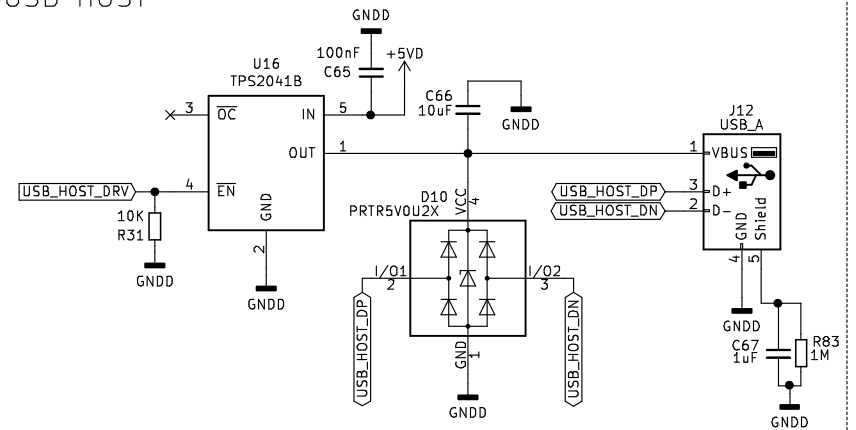 USB HOST
GNDD
100nF
C65
+5VD
U16
TPS2041B
3
OC
IN
5
OUT
1
4
EN
GND
2
GNDD
USB_HOST_DRV
10K
R31
GNDD
C66
10uF
GNDD
D10
PRTR5V0U2X
VCC
4
I/O1
2
I/O2
3
GND
1
GNDD
USB_HOST_DP
USB_HOST_DN
J12
USB_A
1
VBUS
USB_HOST_DP
3
D+
USB_HOST_DN
2
D-
GND
Shield
4
5
GNDD
C67
1uF
R83
1M
GNDD